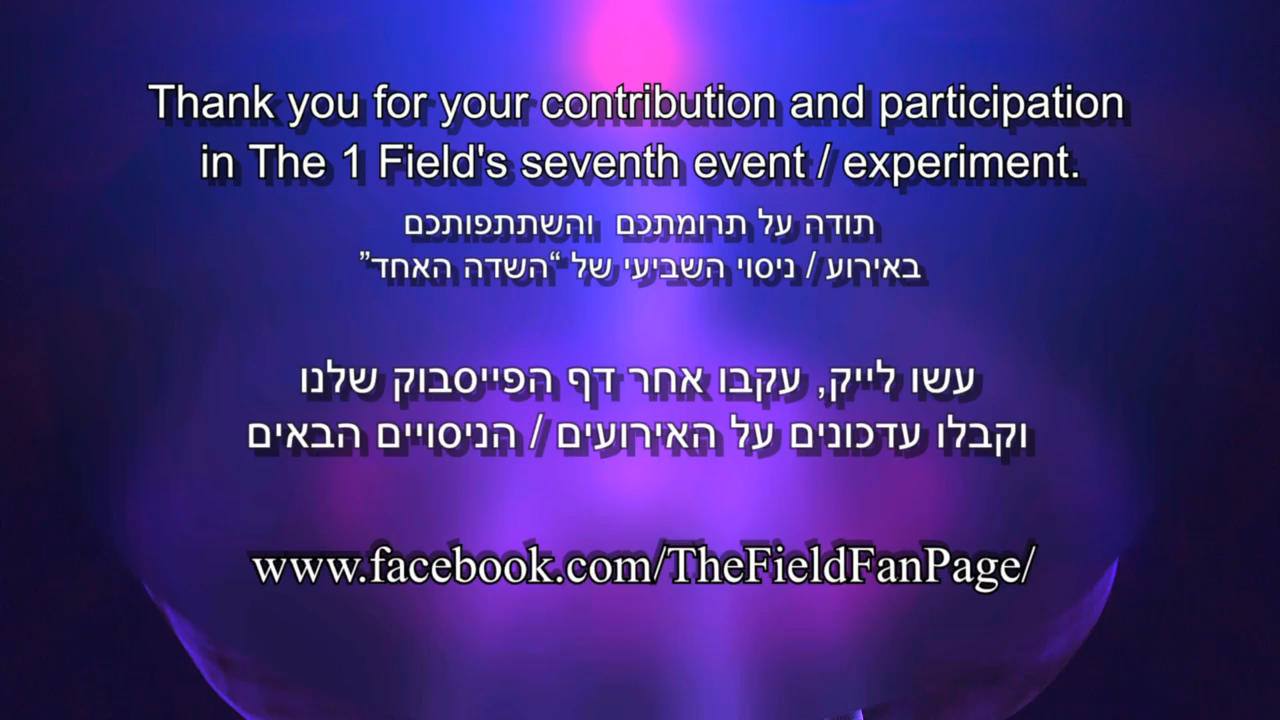 Thank you for your contribution and participation
in The 1 Field's seventh event / experiment.
תודה על תרומתכם והשתתפותכם
באירוע / ניסוי השביעי של “השדה האחד”
עשו לייק, עקבו אחר דף הפייסבוק שלנו
וקבלו עדכונים על האירועים / הניסויים הבאים
www.facebook.com/TheFieldFanPage/